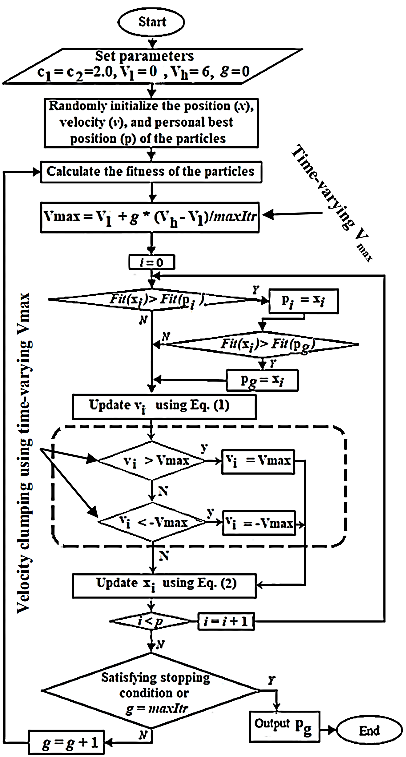 Start
Set parameters
c1 = c2=2.0, Vl=0 , Vh=6, g=0
Randomly initialize the position (x),
velocity (v), and personal best
position (p) of the particles
Calculate the fitness of the particles
Vmax = Vl + g * (Vh - Vl)/maxItr
Time-varying Vmax
i = 0
Fit(xi)> Fit(pi)
Y
pi = xi
N
Fit(xi)> Fit(pg)
N
Y
pg = xi
Update vi using Eq. (1)
Velocity clumping using time-varying Vmax
vi > Vmax
y
vi = Vmax
N
vi < -Vmax
y
vi = -Vmax
N
Update xi using Eq. (2)
i < p
i = i + 1
N
Satisfying stopping
condition or
g = maxItr
Y
Output pg
End
N
g = g + 1